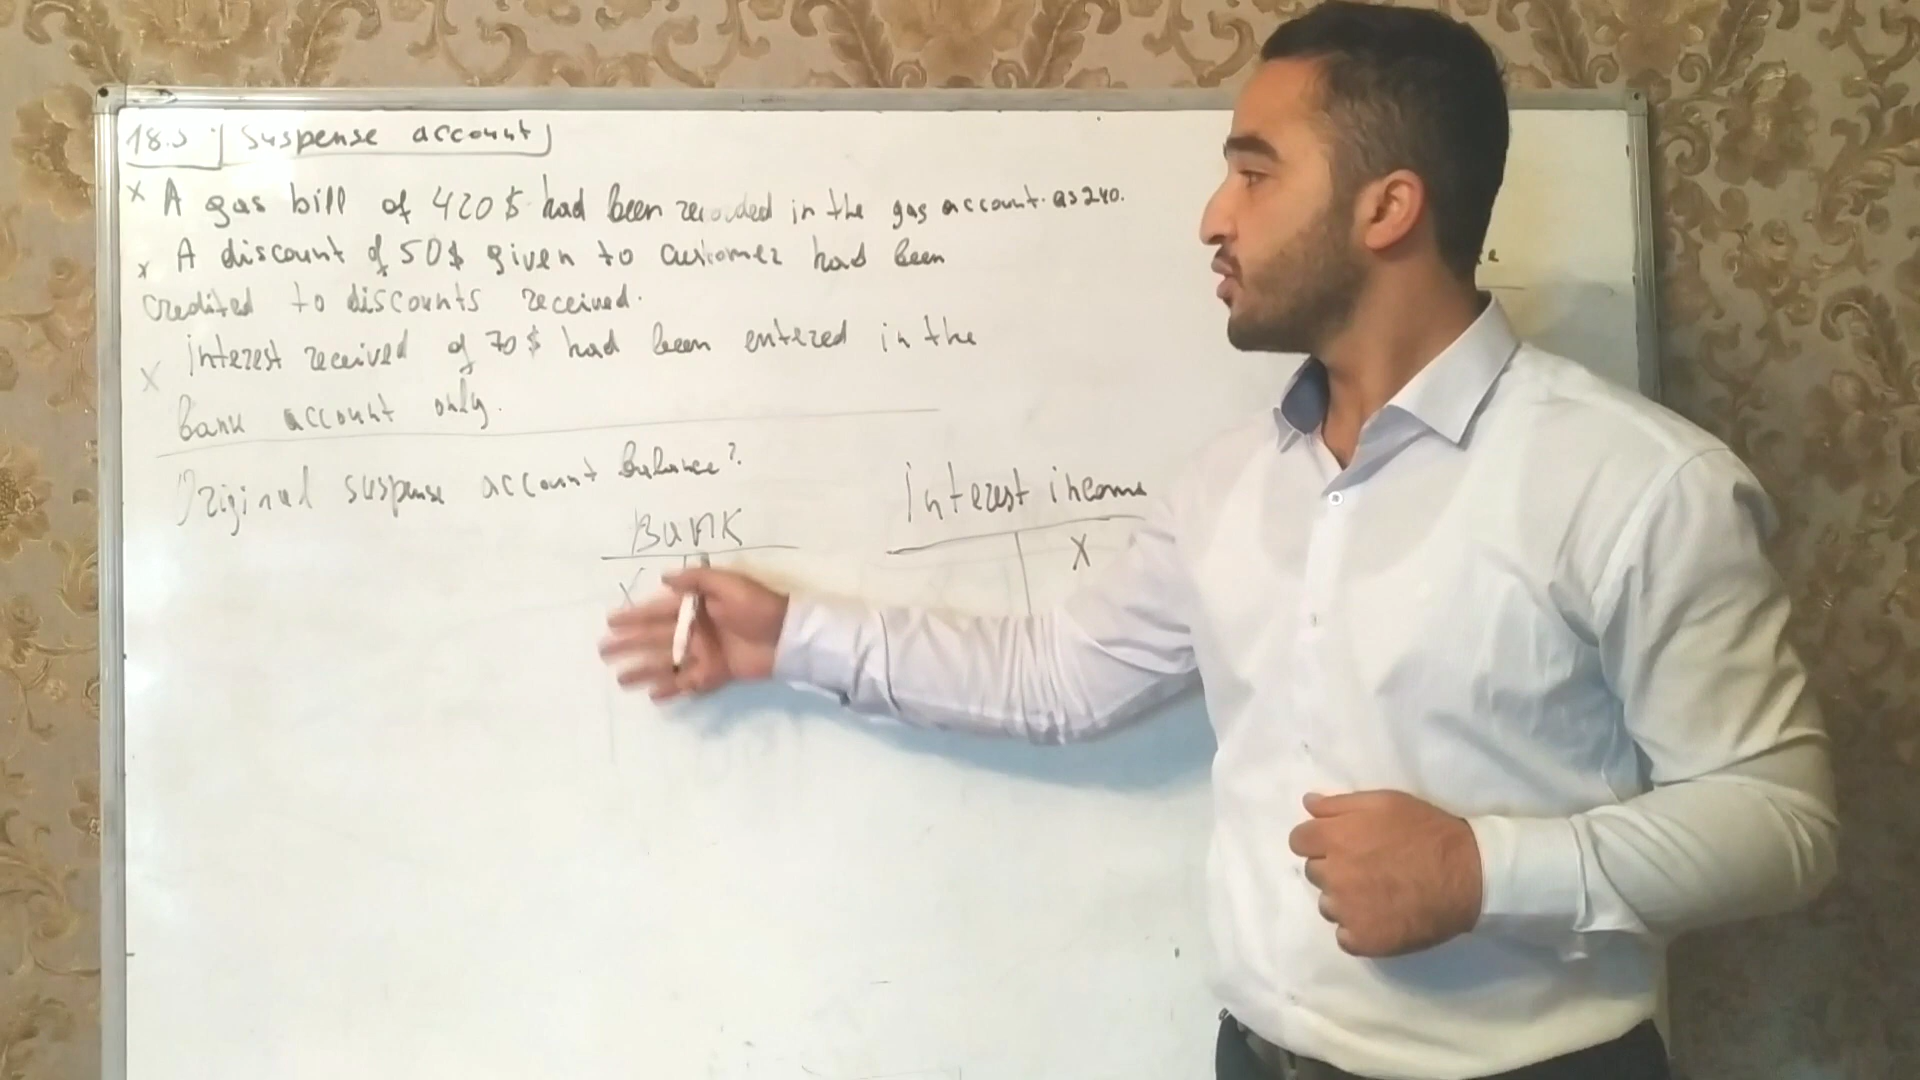 18.5 Suspense account
x A gas bill of 420$ had been recorded in the gas account as 240.
x A discount of 50$ given to customer had been
credited to discounts received.
x interest received of 70$ had been entered in the
bank account only.
Original suspense account balance?
Interest income
Bank
x
x